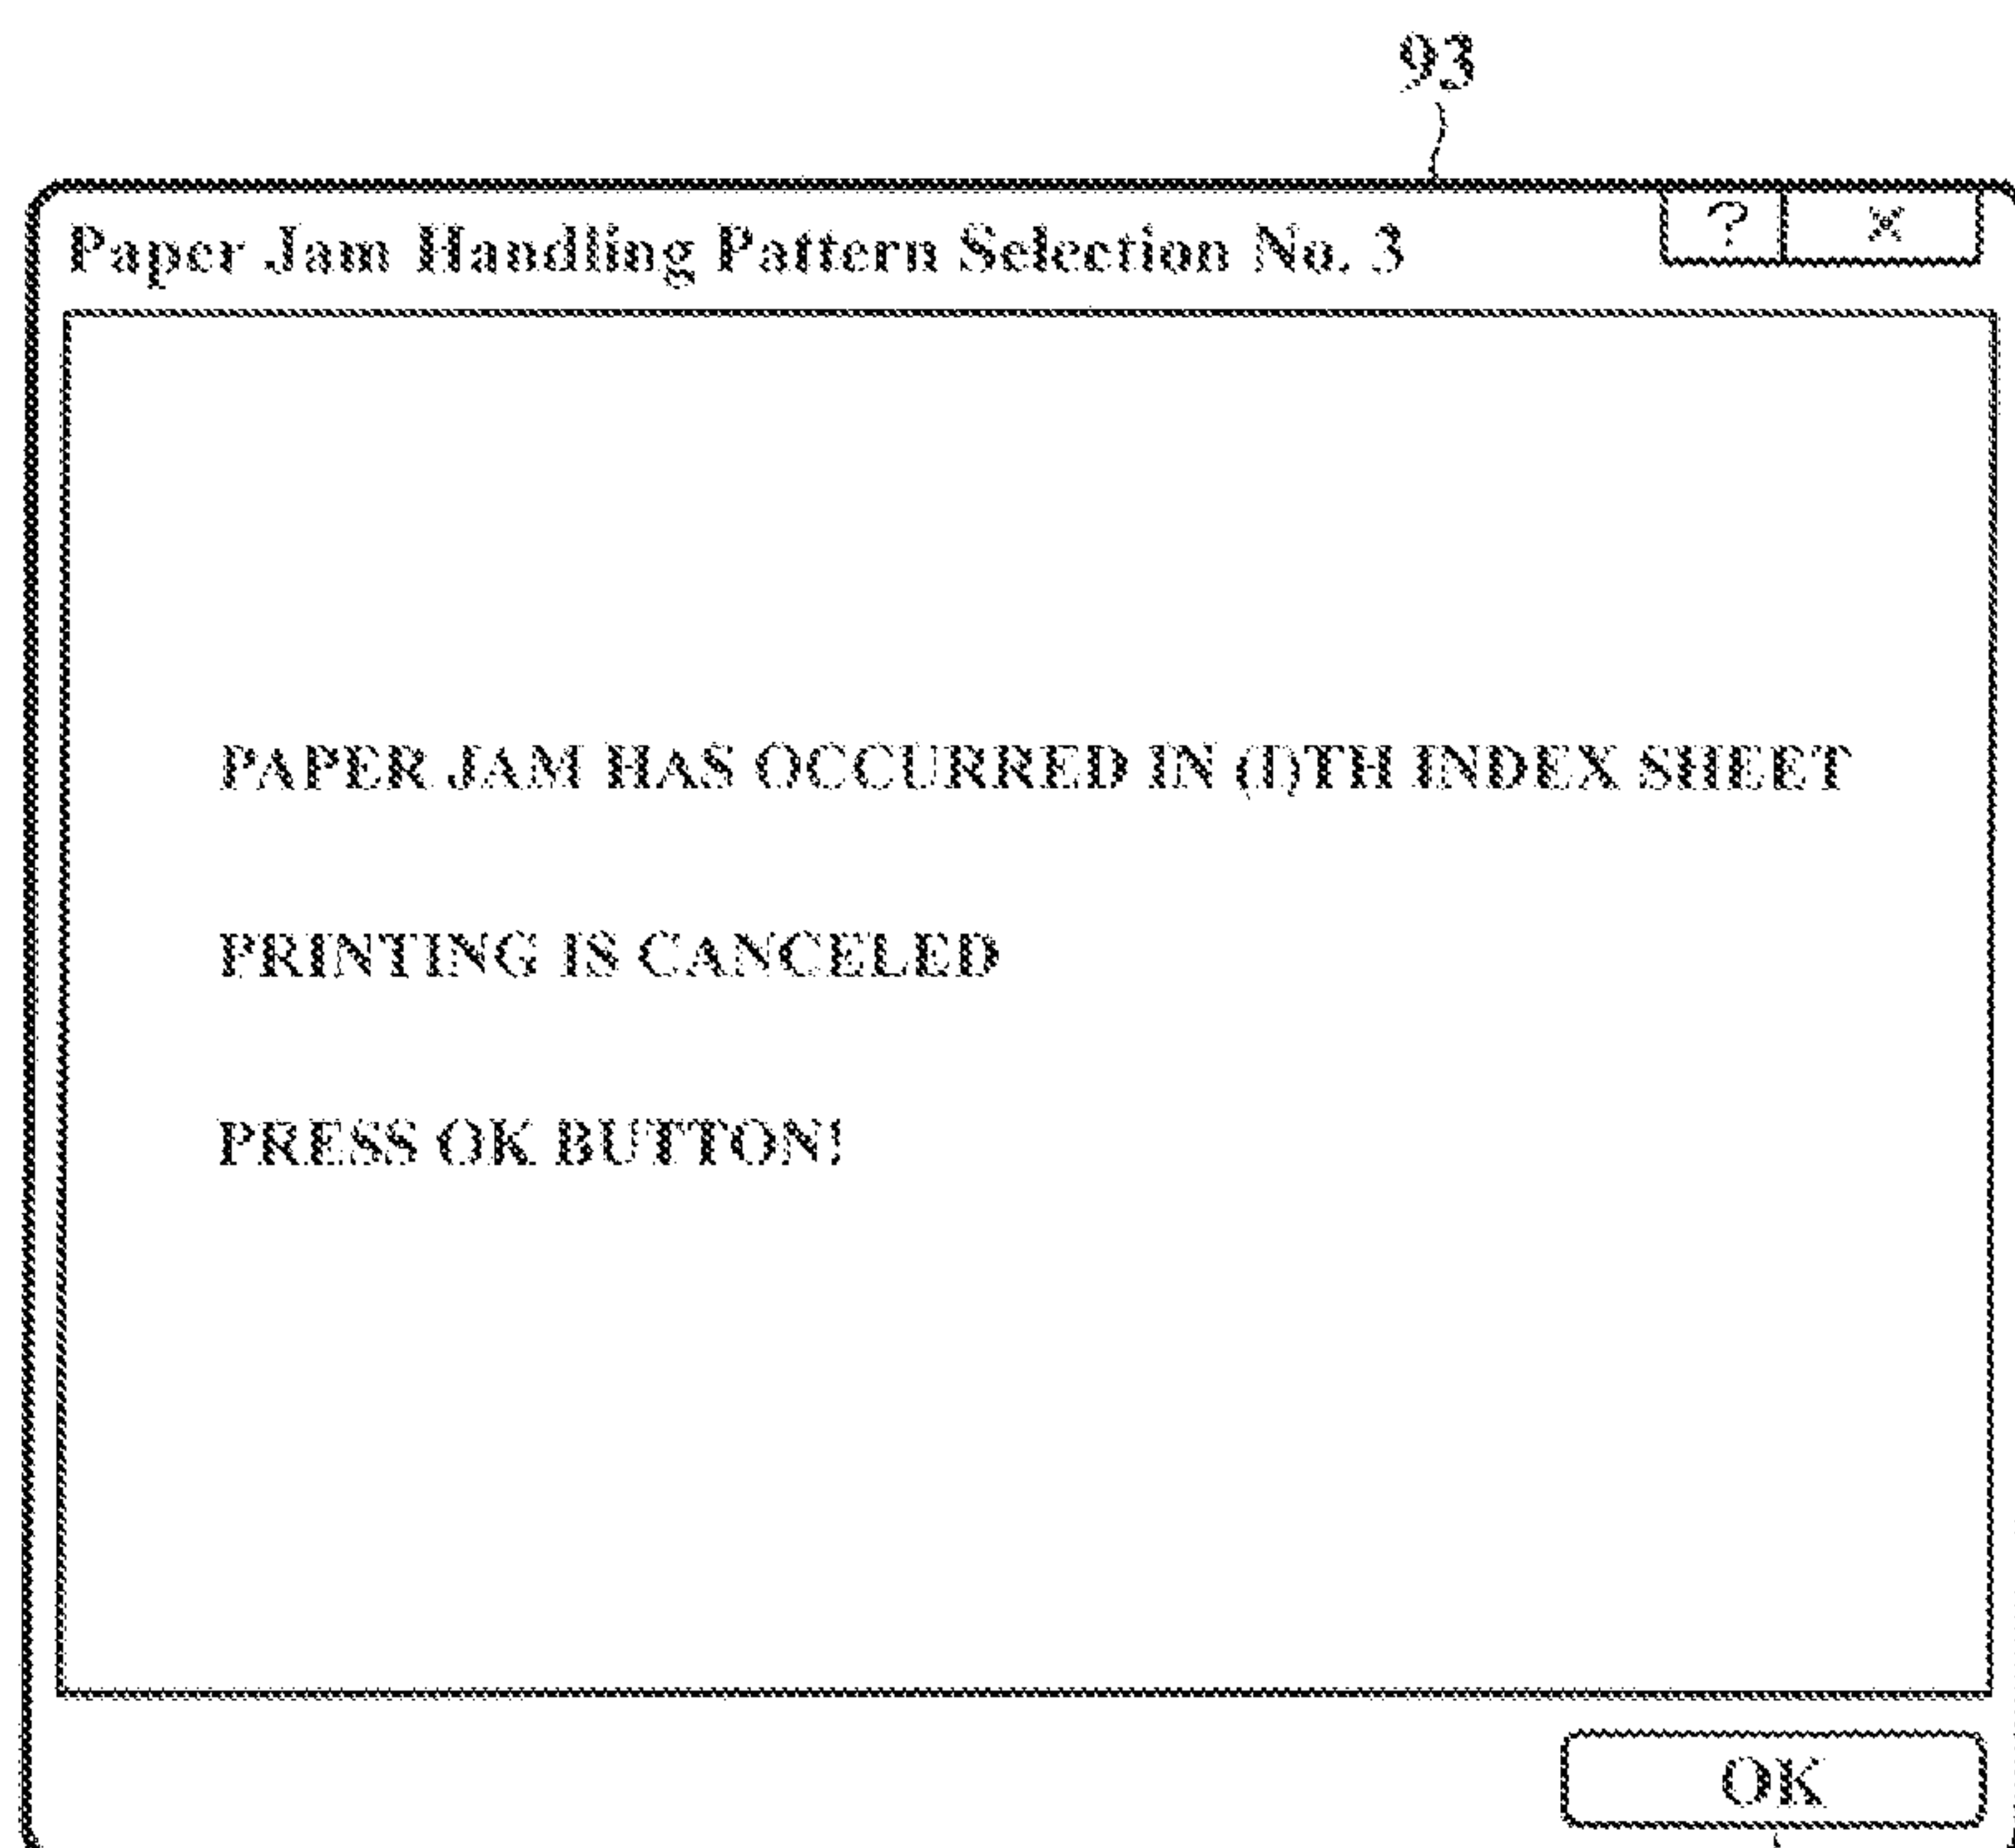 93
Paper Jam Handling Pattern Selection No. 3 ? ×
PAPER JAM HAS OCCURRED IN (I)TH INDEX SHEET
PRINTING IS CANCELED
PRESS OK BUTTON!
OK